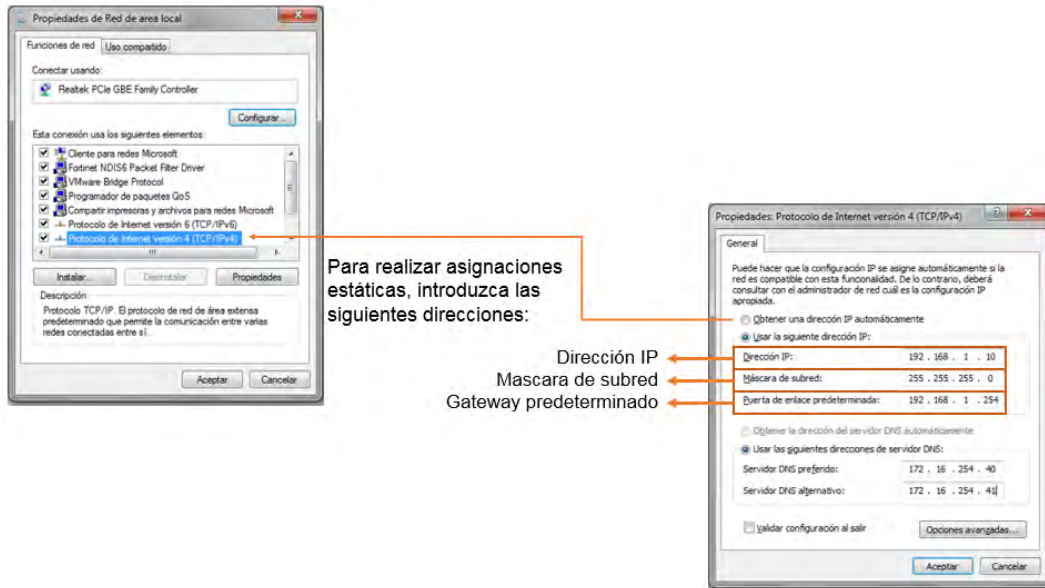 Propiedades de Red de area local
Funciones de red
Uso compartido
Conectar usando:
Realtek PCIe GBE Family Controller
Configurar...
Esta conexión usa los siguientes elementos:
Cliente para redes Microsoft
Fortinet NDIS6 Packet Filter Driver
VMware Bridge Protocol
Programador de paquetes QoS
Compartir impresoras y archivos para redes Microsoft
Protocolo de Internet versión 6 (TCP/IPv6)
Protocolo de Internet versión 4 (TCP/IPv4)
Instalar...
Desinstalar
Propiedades
Descripción
Protocolo TCP/IP. El protocolo de red de área extensa
predeterminado que permite la comunicación entre varias
redes conectadas entre sí.
Aceptar
Cancelar
Para realizar asignaciones
estáticas, introduzca las
siguientes direcciones:
Dirección IP
Mascara de subred
Gateway predeterminado
Propiedades: Protocolo de Internet versión 4 (TCP/IPv4)
General
Puede hacer que la configuración IP se asigne automáticamente si la
red es compatible con esta funcionalidad. De lo contrario, deberá
consultar con el administrador de red cuál es la configuración IP
apropiada.
Obtener una dirección IP automáticamente
Usar la siguiente dirección IP:
Dirección IP: 192 . 168 . 1 . 10
Máscara de subred: 255 . 255 . 255 . 0
Puerta de enlace predeterminada: 192 . 168 . 1 . 254
Obtener la dirección del servidor DNS automáticamente
Usar las siguientes direcciones de servidor DNS:
Servidor DNS preferido: 172 . 16 . 254 . 40
Servidor DNS alternativo: 172 . 16 . 254 . 41
Validar configuración al salir
Opciones avanzadas...
Aceptar
Cancelar